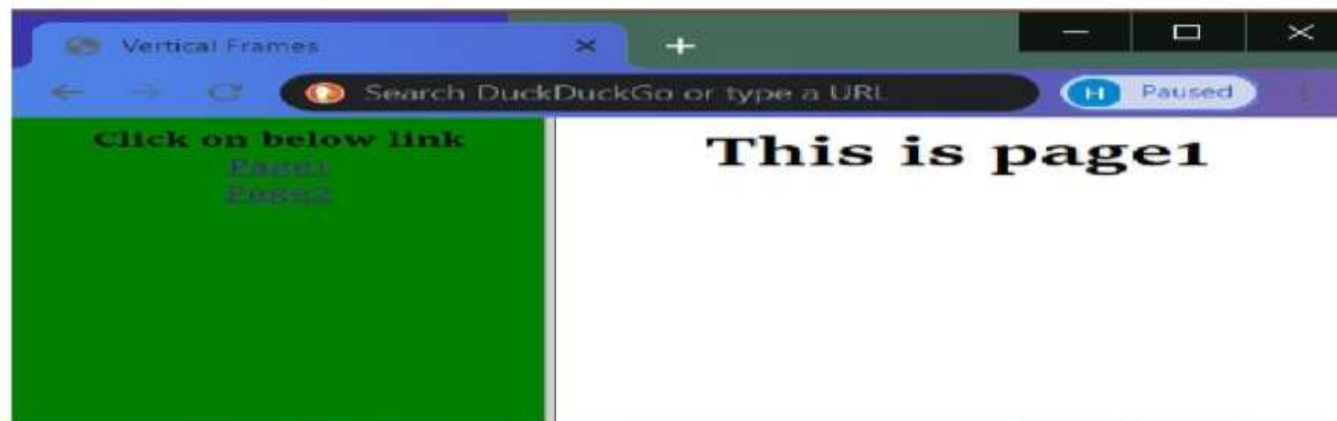 Vertical Frames
Search DuckDuckGo or type a URL
H Paused
Click on below link
Page1
Page2
This is page1